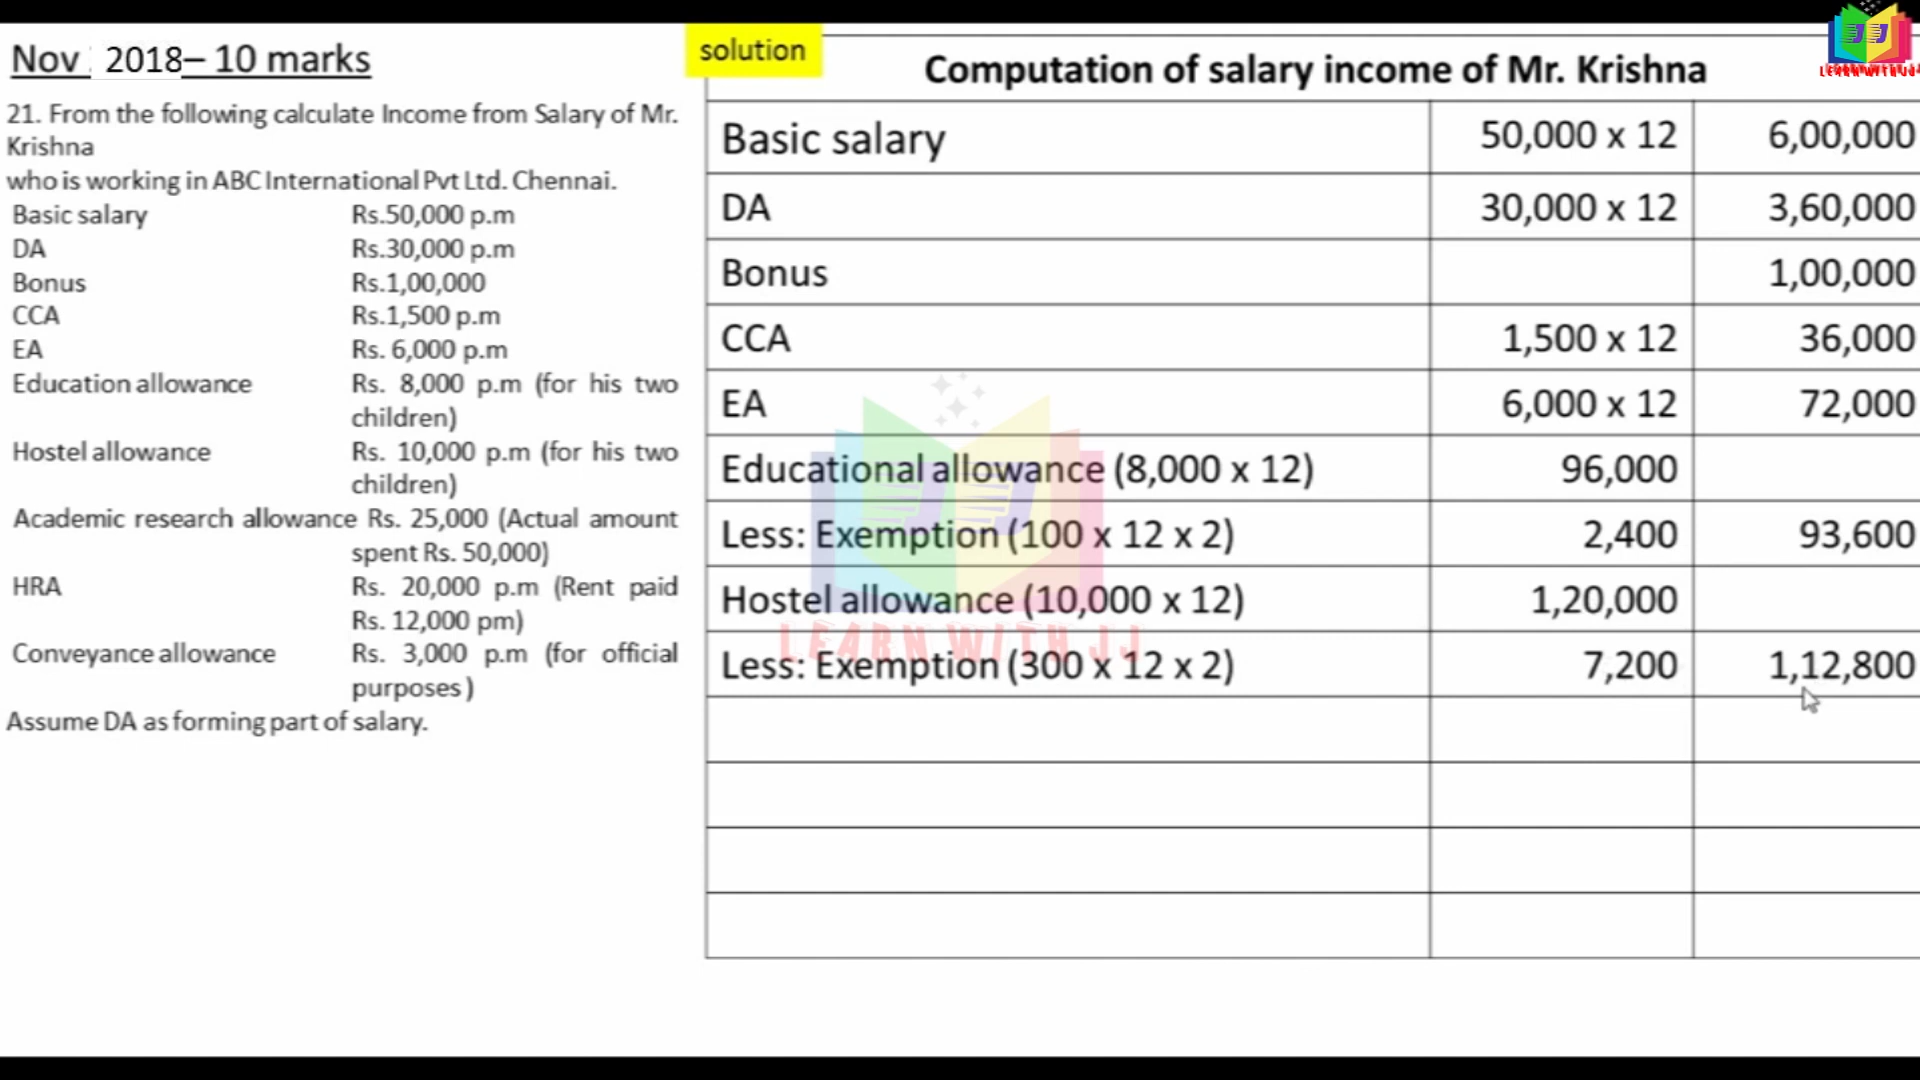 Nov 2018– 10 marks
21. From the following calculate Income from Salary of Mr.
Krishna
who is working in ABC International Pvt Ltd. Chennai.
Basic salary Rs.50,000 p.m
DA Rs.30,000 p.m
Bonus Rs.1,00,000
CCA Rs.1,500 p.m
EA Rs. 6,000 p.m
Education allowance Rs. 8,000 p.m (for his two
children)
Hostel allowance Rs. 10,000 p.m (for his two
children)
Academic research allowance Rs. 25,000 (Actual amount
spent Rs. 50,000)
HRA Rs. 20,000 p.m (Rent paid
Rs. 12,000 pm)
Conveyance allowance Rs. 3,000 p.m (for official
purposes)
Assume DA as forming part of salary.
solution
Computation of salary income of Mr. Krishna
Basic salary 50,000 x 12 6,00,000
DA 30,000 x 12 3,60,000
Bonus 1,00,000
CCA 1,500 x 12 36,000
EA 6,000 x 12 72,000
Educational allowance (8,000 x 12) 96,000
Less: Exemption (100 x 12 x 2) 2,400 93,600
Hostel allowance (10,000 x 12) 1,20,000
Less: Exemption (300 x 12 x 2) 7,200 1,12,800
LEARN WITH JJ
JJ
LEARN WITH JJ